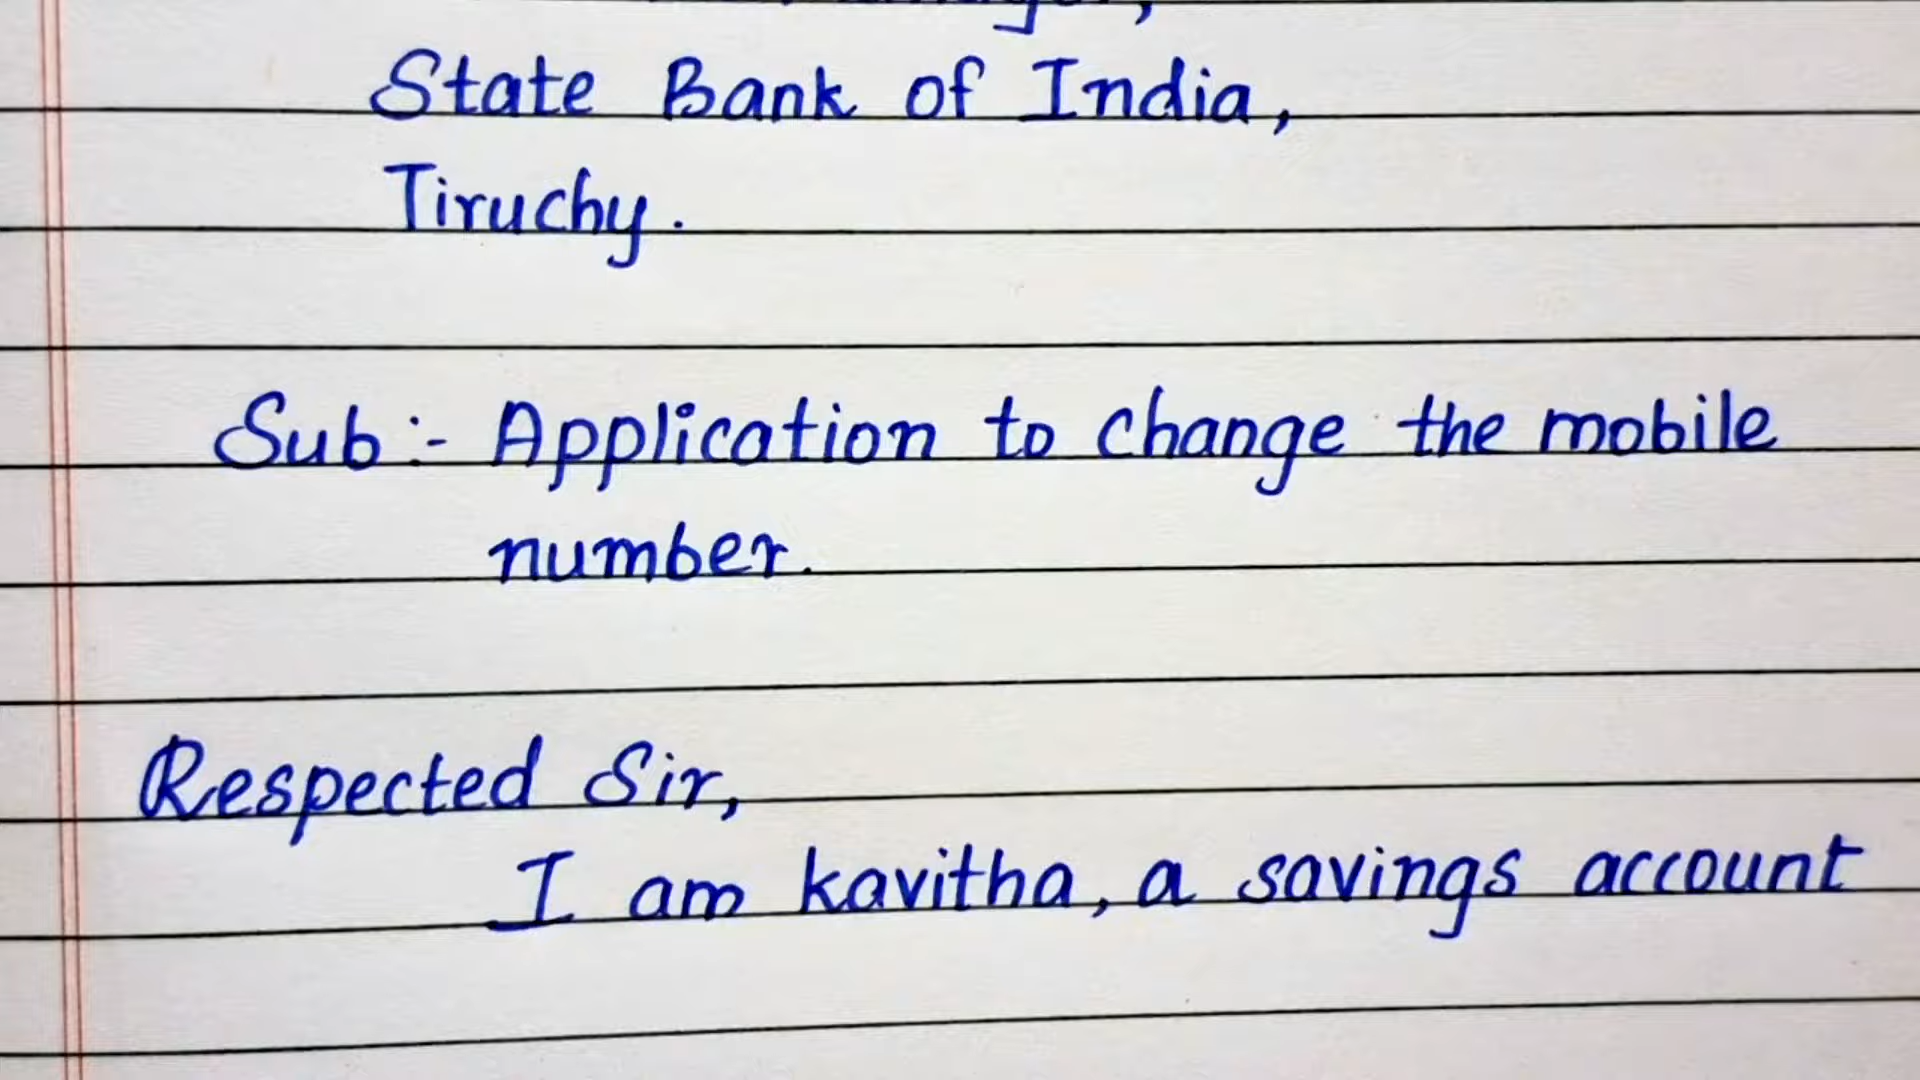 State Bank of India,
Tiruchy.
Sub :- Application to change the mobile
number.
Respected Sir,
I am kavitha, a savings account